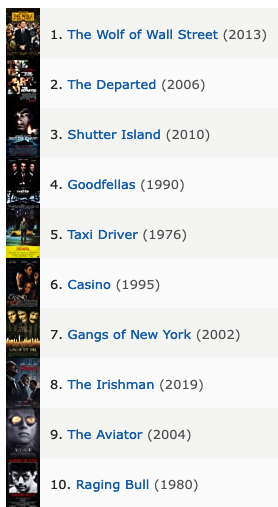 1. The Wolf of Wall Street (2013)
2. The Departed (2006)
3. Shutter Island (2010)
4. Goodfellas (1990)
5. Taxi Driver (1976)
6. Casino (1995)
7. Gangs of New York (2002)
8. The Irishman (2019)
9. The Aviator (2004)
10. Raging Bull (1980)